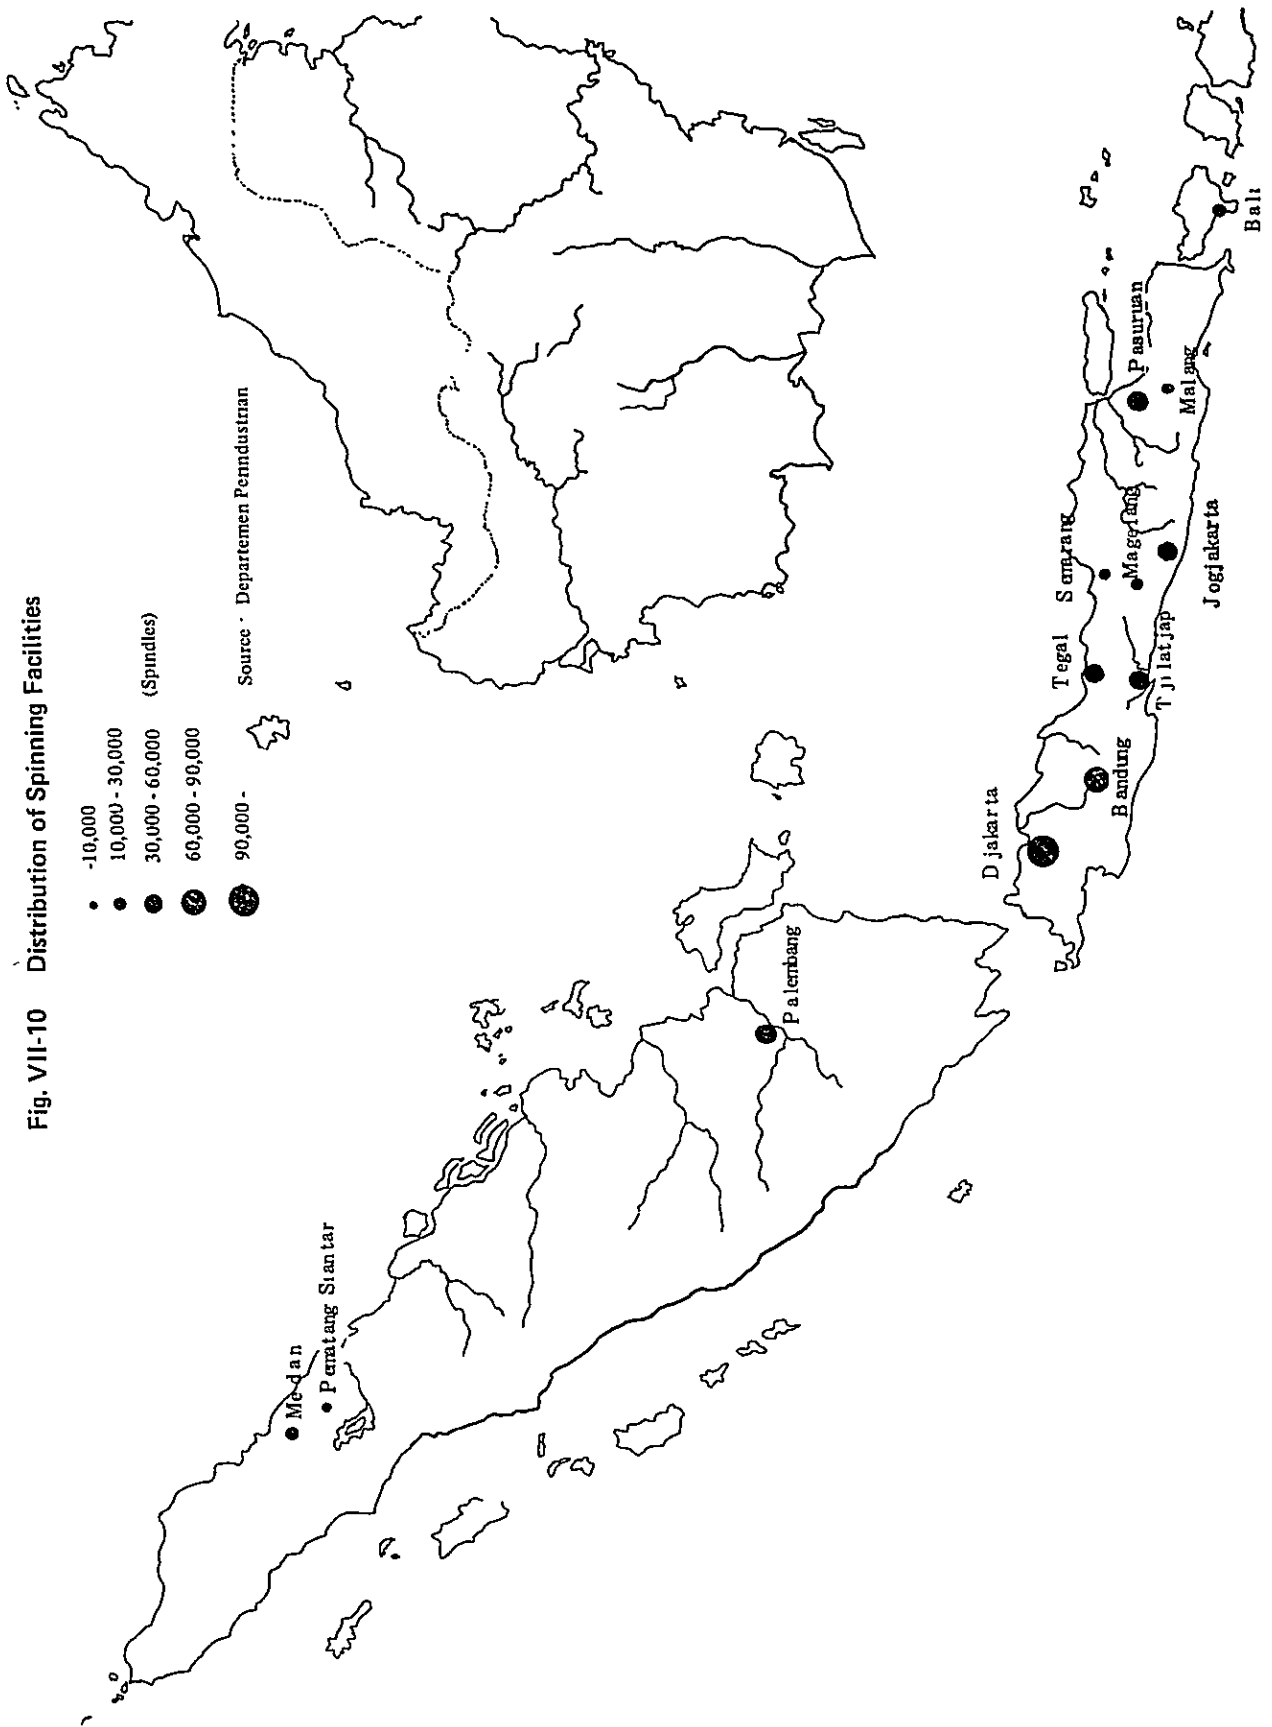 Fig. VII-10 Distribution of Spinning Facilities
-10,000
10,000 - 30,000
30,000 - 60,000 (Spindles)
60,000 - 90,000
90,000 -
Source · Departemen Perindustrian
Medan
Pematang Siantar
Palembang
Djakarta
Bandung
Tegal
Tjilatjap
Semarang
Magelang
Jogjakarta
Pasuruan
Malang
Bali